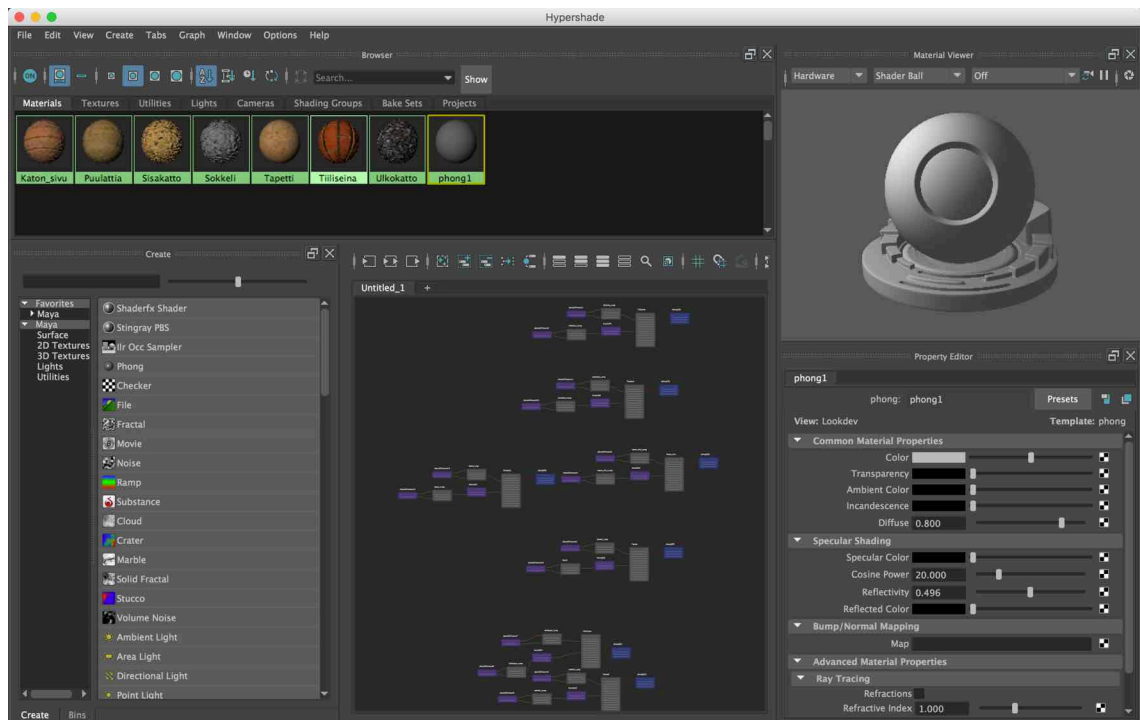 Hypershade
File Edit View Create Tabs Graph Window Options Help
Browser
ON Search... Show
Materials Textures Utilities Lights Cameras Shading Groups Bake Sets Projects
Katon_sivu Puulattia Sisakatto Sokkeli Tapetti Tiiliseina Ulkokatto phong1
Material Viewer
Hardware Shader Ball Off
Create
Favorites
Maya
Maya
Surface
2D Textures
3D Textures
Lights
Utilities
Shaderfx Shader
Stingray PBS
Ilr Occ Sampler
Phong
Checker
File
Fractal
Movie
Noise
Ramp
Substance
Cloud
Crater
Marble
Solid Fractal
Stucco
Volume Noise
Ambient Light
Area Light
Directional Light
Point Light
Create Bins
Untitled_1 +
Property Editor
phong1
phong: phong1 Presets
View: Lookdev Template: phong
Common Material Properties
Color
Transparency
Ambient Color
Incandescence
Diffuse 0.800
Specular Shading
Specular Color
Cosine Power 20.000
Reflectivity 0.496
Reflected Color
Bump/Normal Mapping
Map
Advanced Material Properties
Ray Tracing
Refractions
Refractive Index 1.000